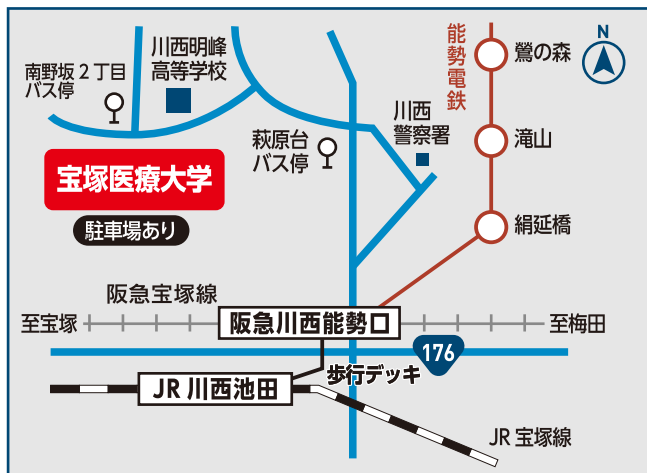 川西明峰
高等学校
南野坂２丁目
バス停
能勢電鉄
鶯の森
N
川西
警察署
萩原台
バス停
滝山
宝塚医療大学
駐車場あり
絹延橋
阪急宝塚線
至宝塚
阪急川西能勢口
至梅田
176
歩行デッキ
JR 川西池田
JR 宝塚線